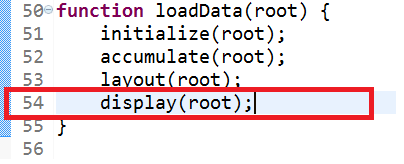 50 function loadData(root) {
51 initialize(root);
52 accumulate(root);
53 layout(root);
54 display(root);
55 }
56